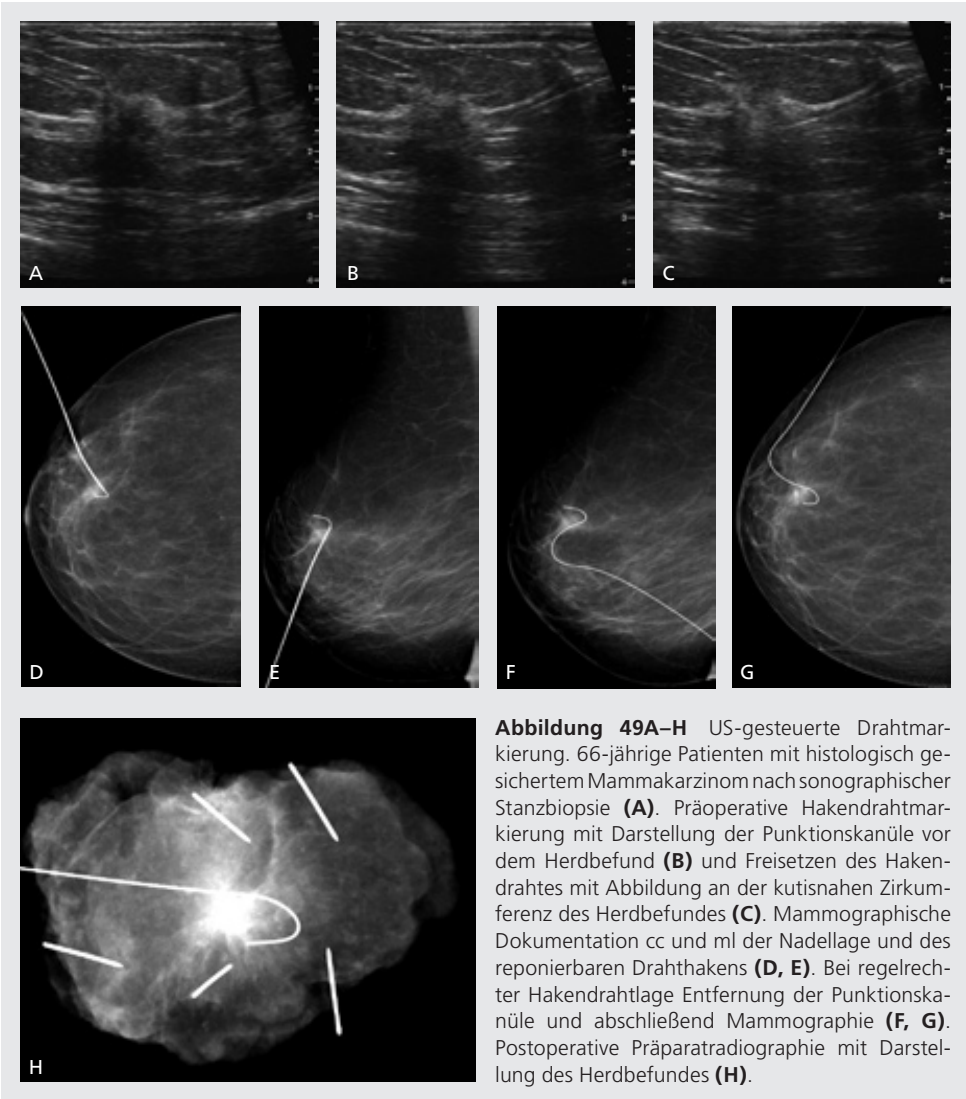 A
B
C
D
E
F
G
H
Abbildung 49A–H US-gesteuerte Drahtmar-
kierung. 66-jährige Patienten mit histologisch ge-
sichertem Mammakarzinom nach sonographischer
Stanzbiopsie (A). Präoperative Hakendrahtmar-
kierung mit Darstellung der Punktionskanüle vor
dem Herdbefund (B) und Freisetzen des Haken-
drahtes mit Abbildung an der kutisnahen Zirkum-
ferenz des Herdbefundes (C). Mammographische
Dokumentation cc und ml der Nadellage und des
reponierbaren Drahthakens (D, E). Bei regelrech-
ter Hakendrahtlage Entfernung der Punktionska-
nüle und abschließend Mammographie (F, G).
Postoperative Präparatradiographie mit Darstel-
lung des Herdbefundes (H).